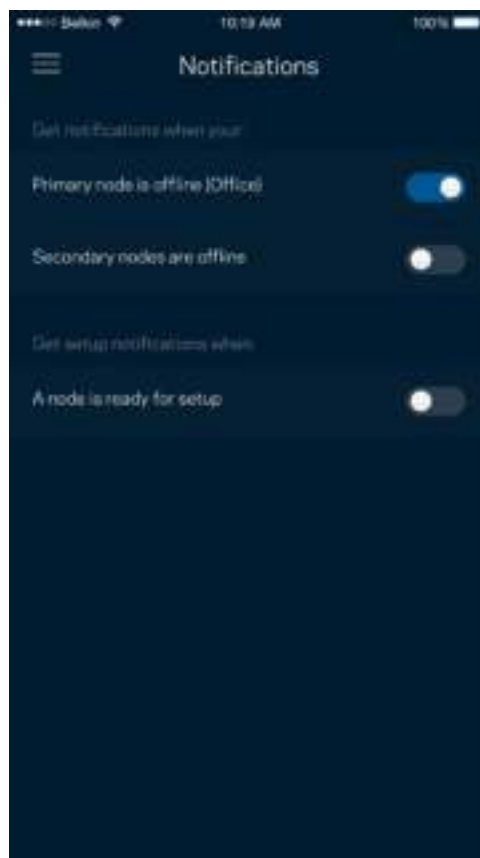 Belkin 10:19 AM 100%
Notifications
Get notifications when your:
Primary node is offline (Office)
Secondary nodes are offline
Get setup notifications when
A node is ready for setup